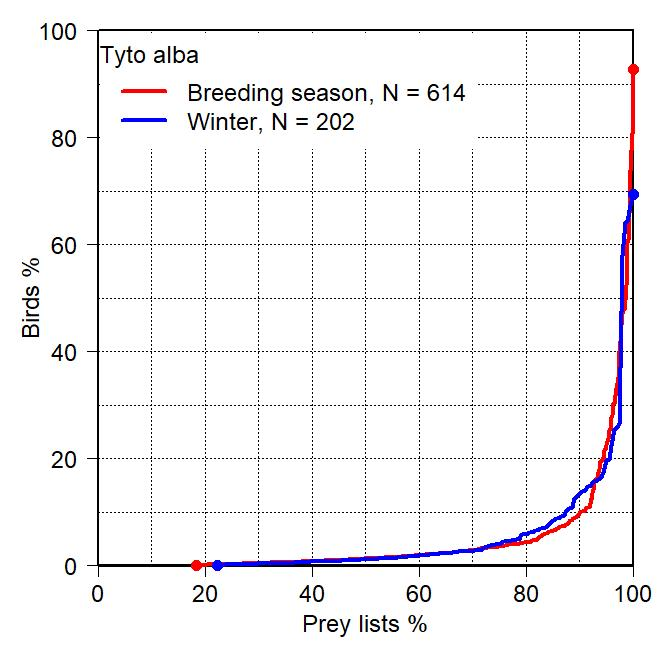 Tyto alba
Breeding season, N = 614
Winter, N = 202
100
80
60
40
20
0
Birds %
0 20 40 60 80 100
Prey lists %